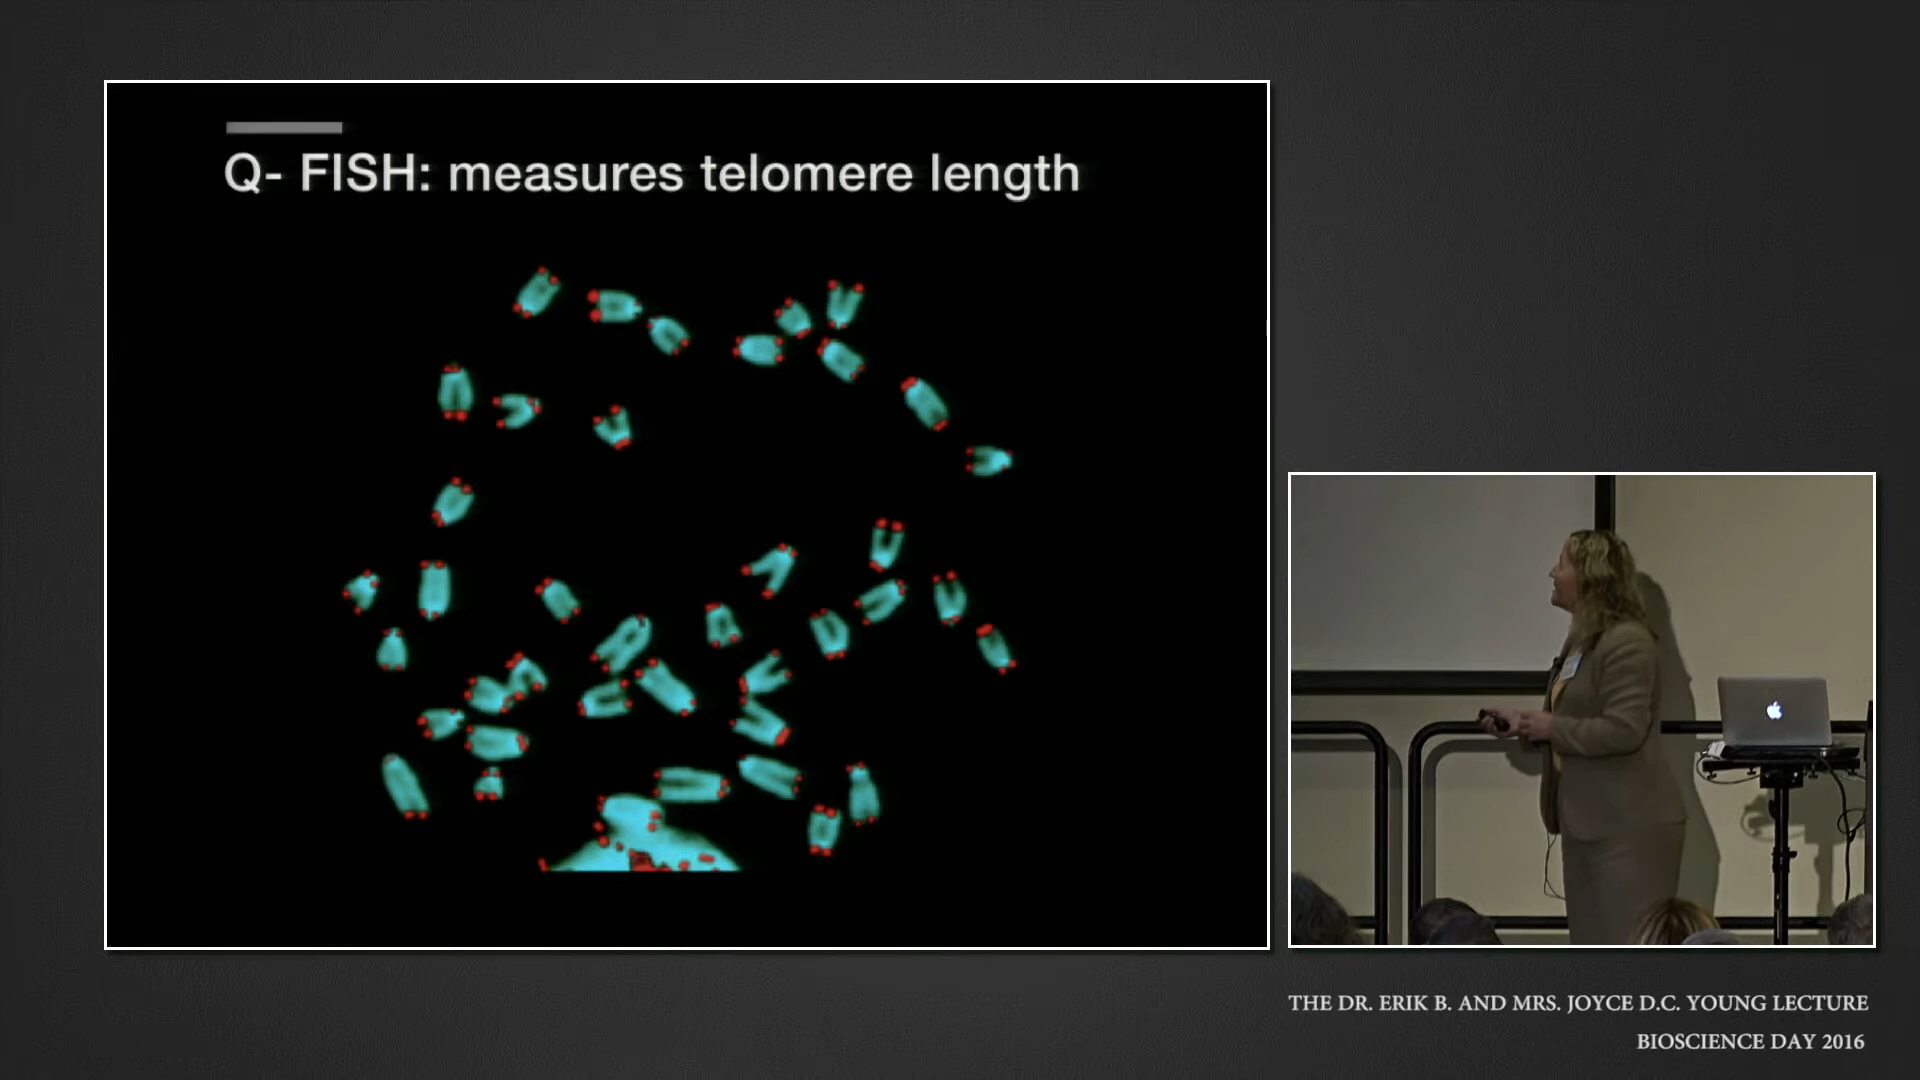 Q- FISH: measures telomere length
THE DR. ERIK B. AND MRS. JOYCE D.C. YOUNG LECTURE
BIOSCIENCE DAY 2016